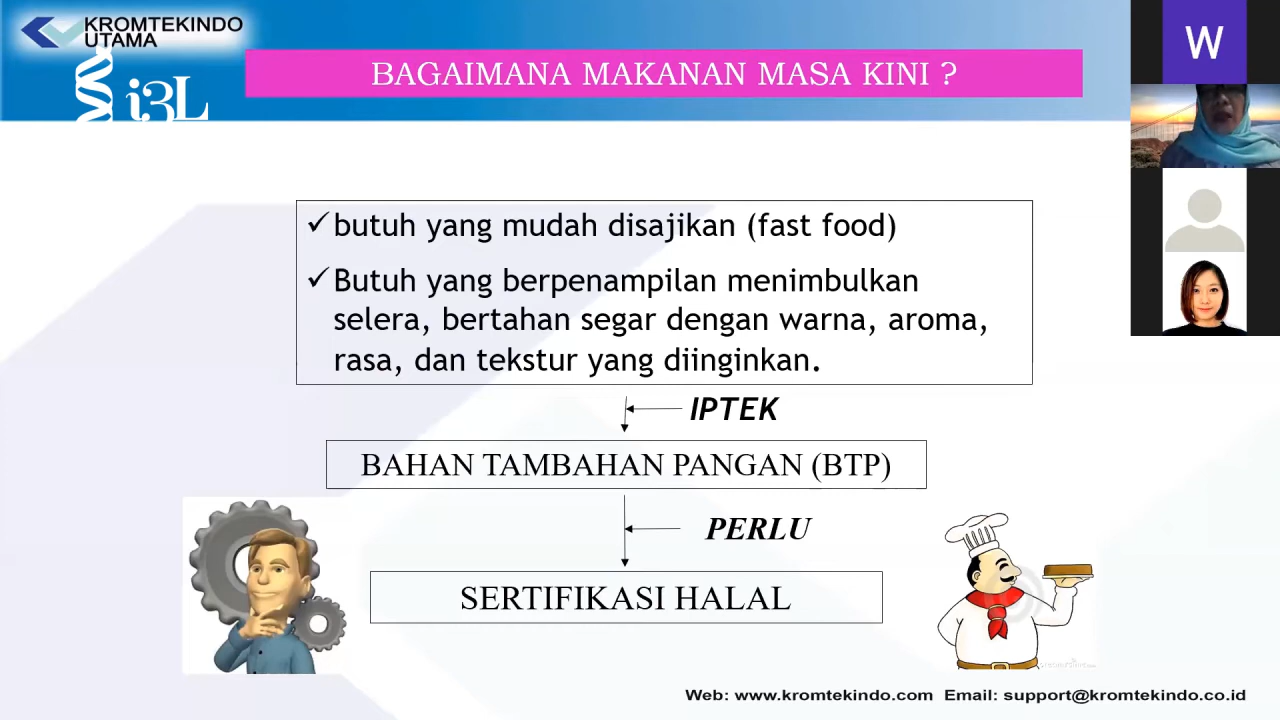 KROMTEKINDO
UTAMA
i3L
BAGAIMANA MAKANAN MASA KINI ?
W
✓ butuh yang mudah disajikan (fast food)
✓ Butuh yang berpenampilan menimbulkan
selera, bertahan segar dengan warna, aroma,
rasa, dan tekstur yang diinginkan.
IPTEK
BAHAN TAMBAHAN PANGAN (BTP)
PERLU
SERTIFIKASI HALAL
Web: www.kromtekindo.com Email: support@kromtekindo.co.id